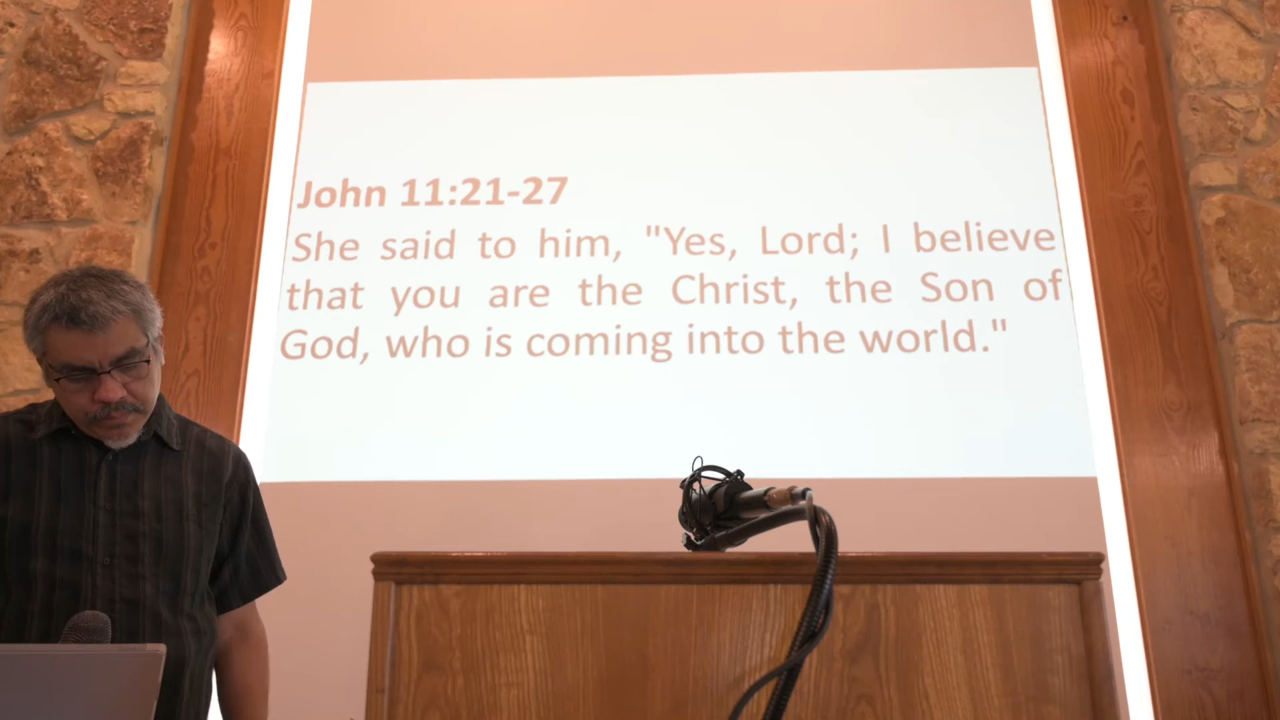 John 11:21-27
She said to him, "Yes, Lord; I believe
that you are the Christ, the Son of
God, who is coming into the world."